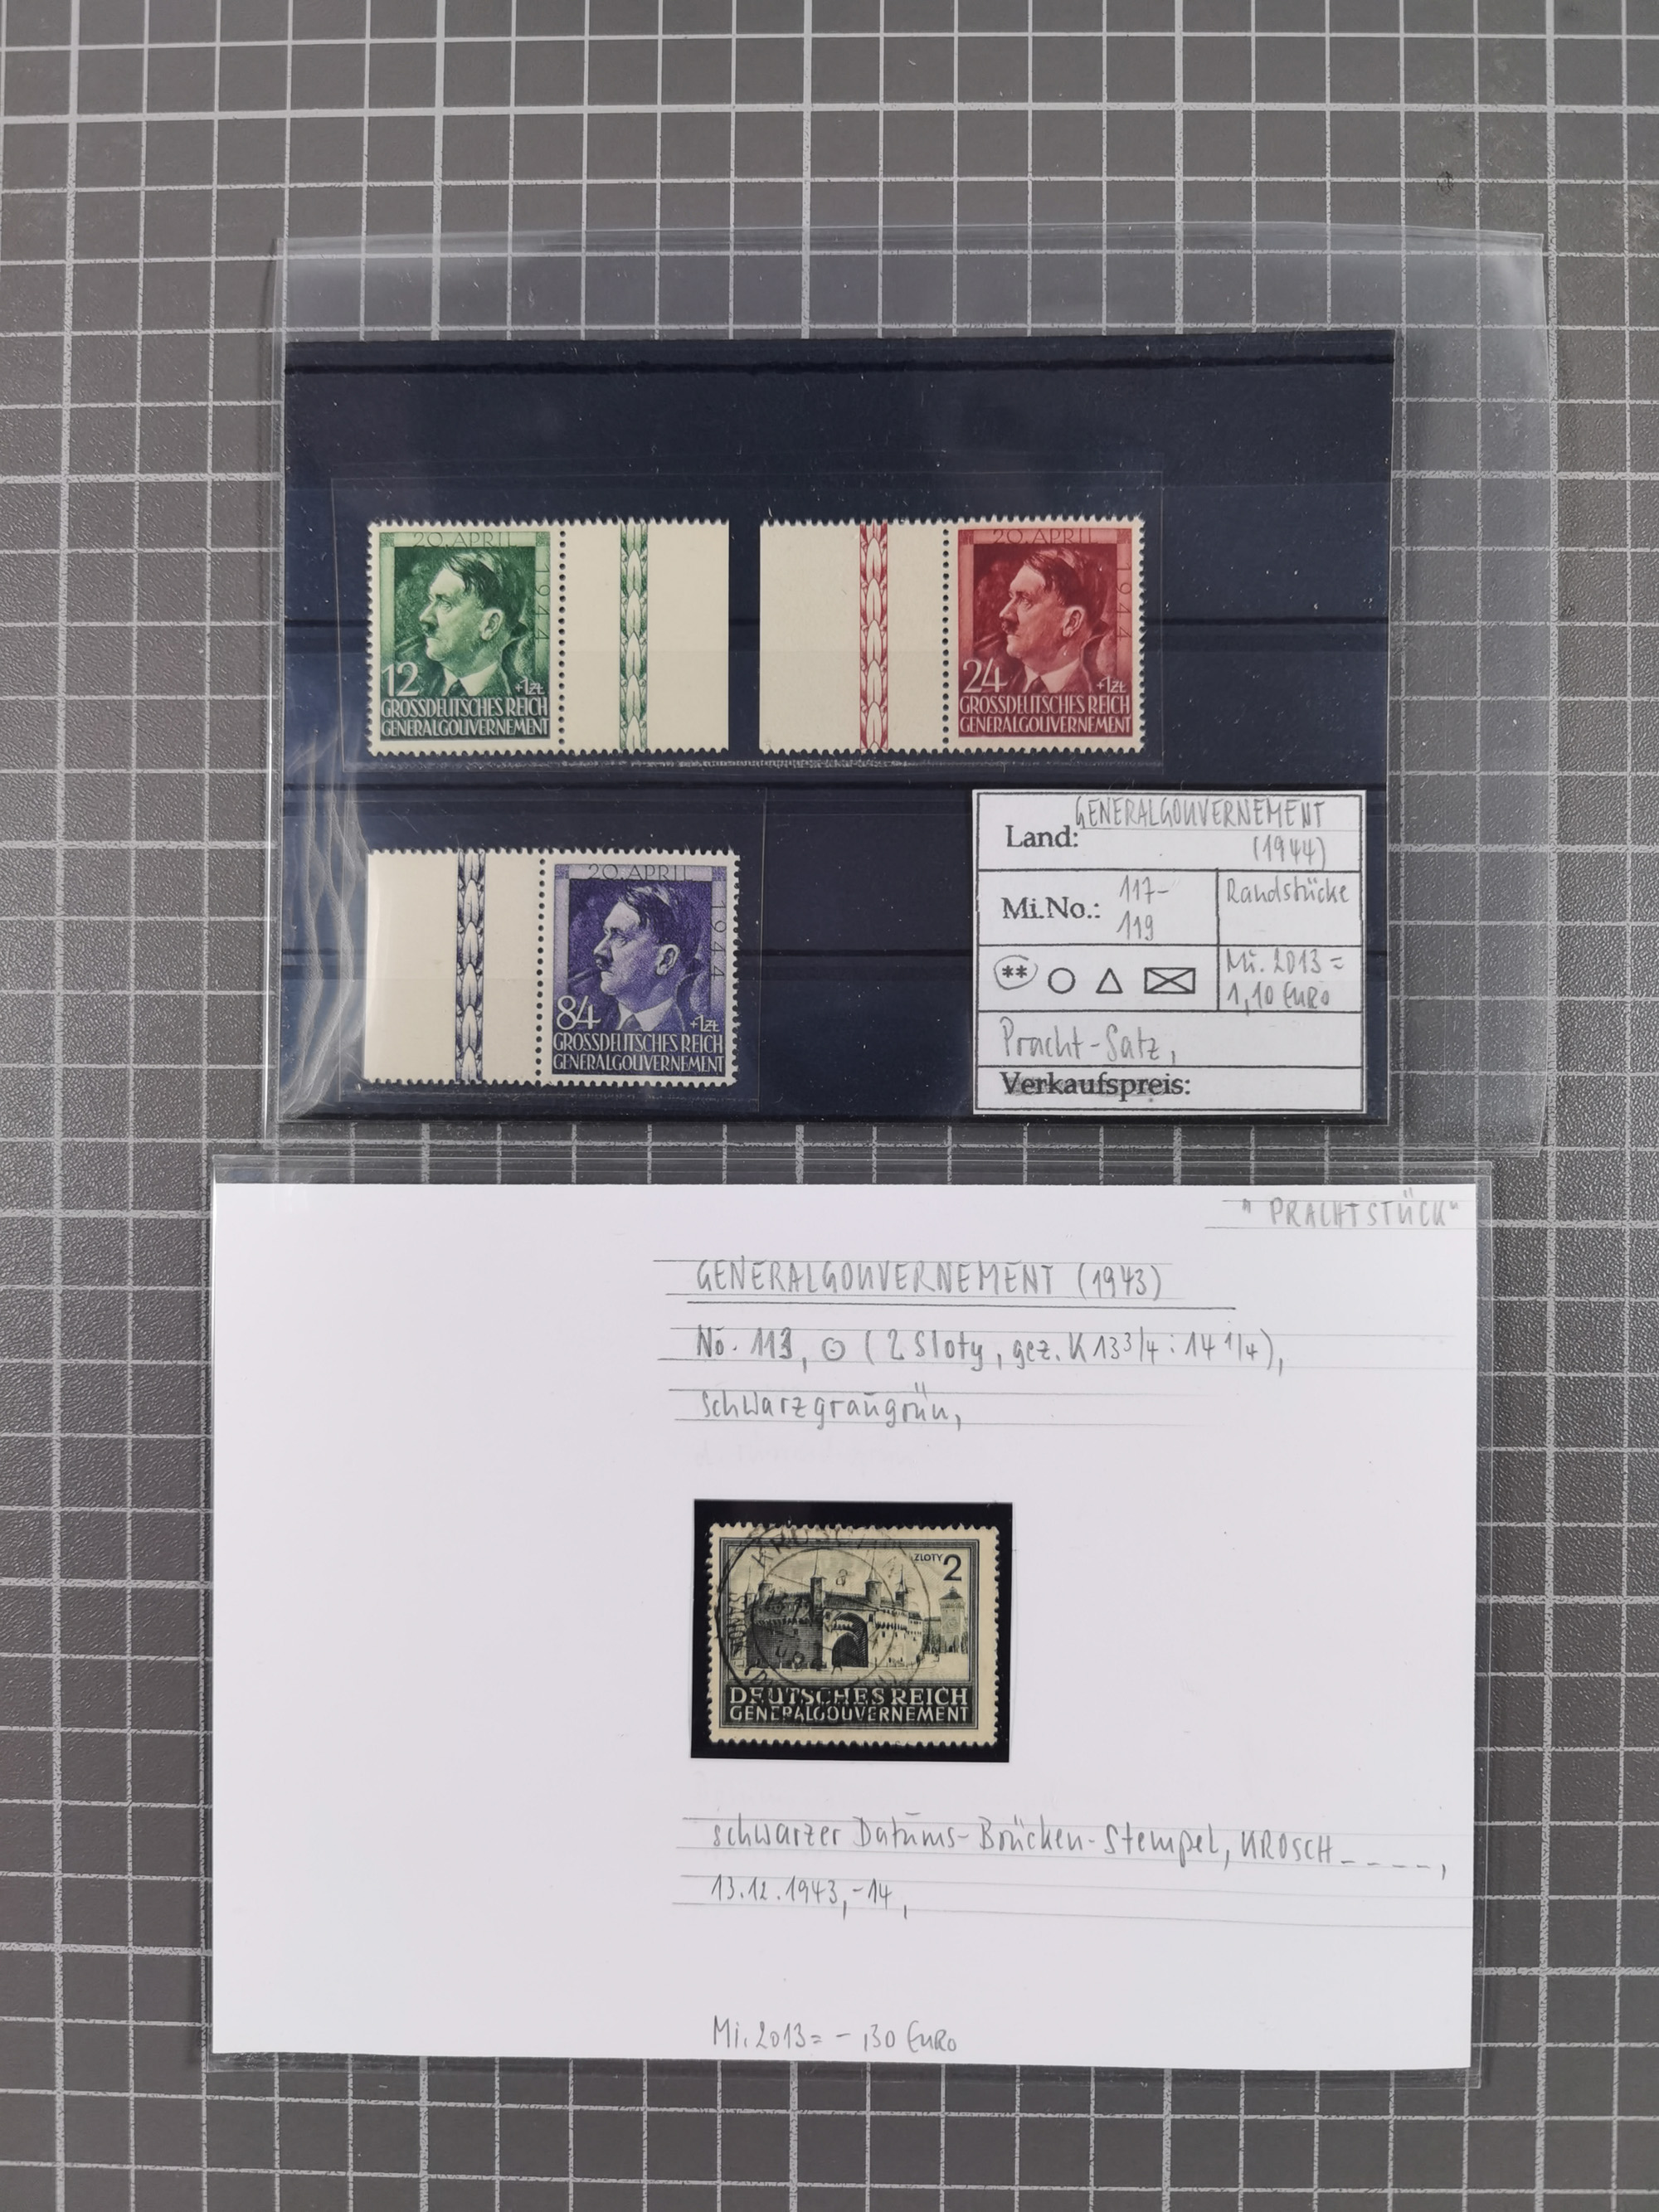 20. APRIL
1944
12
+1ZŁ
GROSSDEUTSCHES REICH
GENERALGOUVERNEMENT
20. APRIL
1944
24
+1ZŁ
GROSSDEUTSCHES REICH
GENERALGOUVERNEMENT
20. APRIL
1944
84
+1ZŁ
GROSSDEUTSCHES REICH
GENERALGOUVERNEMENT
Land: GENERALGOUVERNEMENT
(1944)
Mi.No.: 117-
119
Randstücke
**
Mi. 2013 =
1,10 EURO
Pracht-Satz,
Verkaufspreis:
"PRACHTSTÜCK"
GENERALGOUVERNEMENT (1943)
No. 113, ⊙ (2 Sloty, gez. K 13 3/4 : 14 1/4),
schwarzgraugrün,
ZLOTY 2
DEUTSCHES REICH
GENERALGOUVERNEMENT
schwarzer Datums-Brücken-Stempel, KROSCH_ _ _ _,
13.12.1943,-14,
Mi. 2013 = -,30 EURO